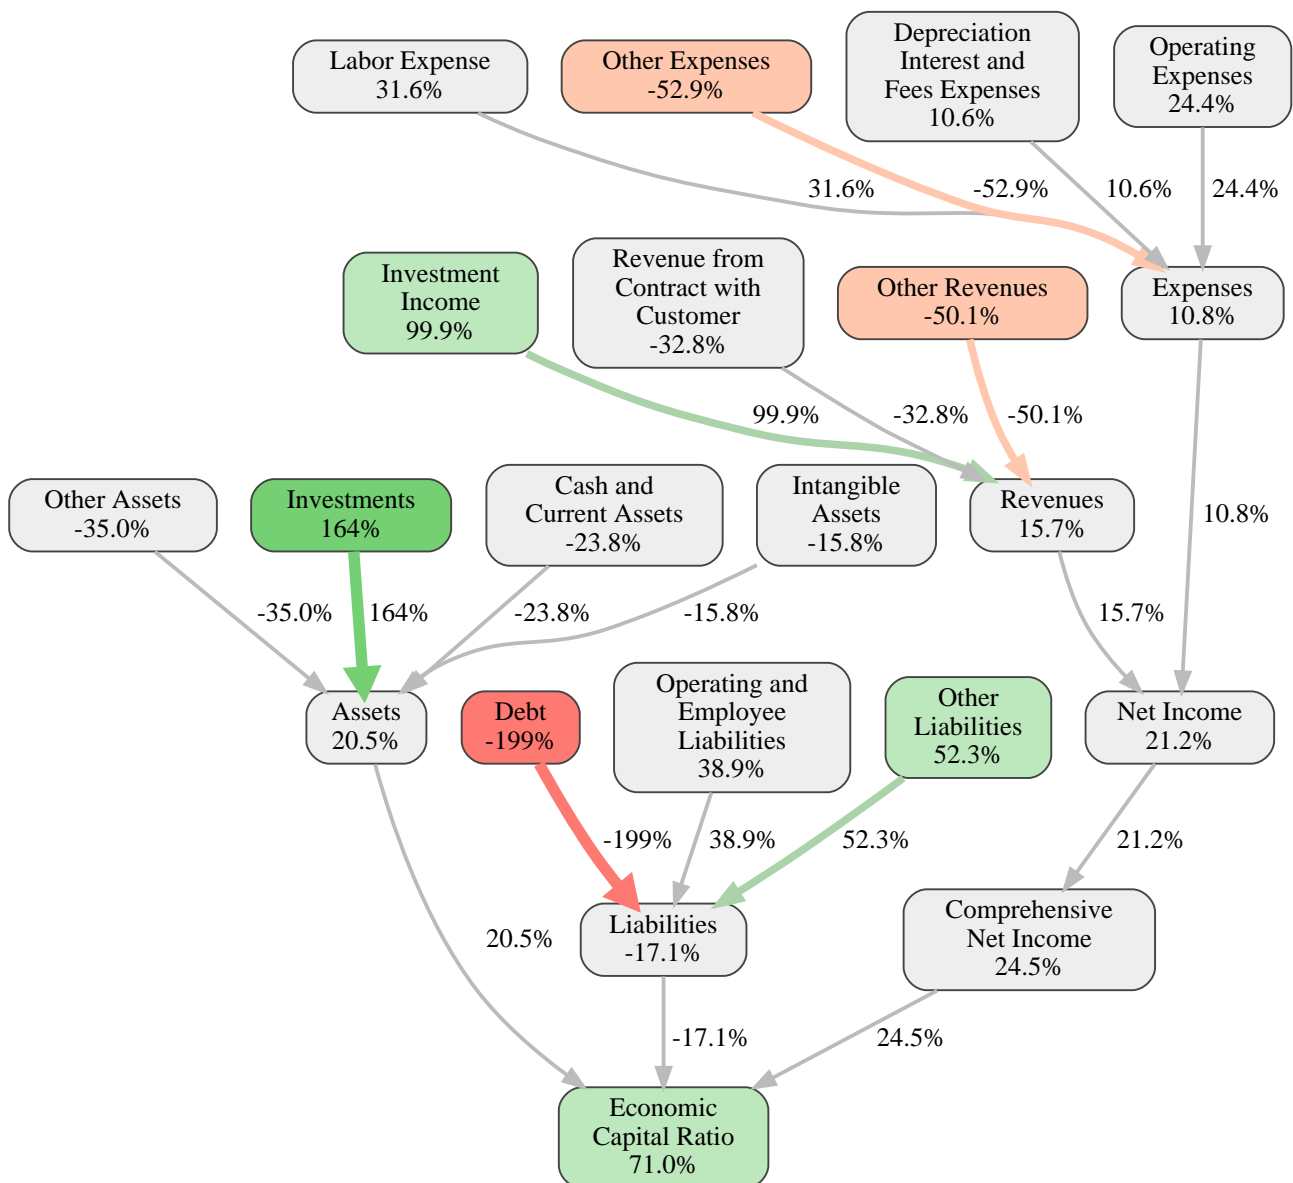 Labor Expense
31.6%
Other Expenses
-52.9%
Depreciation
Interest and
Fees Expenses
10.6%
Operating
Expenses
24.4%
31.6%
-52.9%
10.6%
24.4%
Investment
Income
99.9%
Revenue from
Contract with
Customer
-32.8%
Other Revenues
-50.1%
Expenses
10.8%
99.9%
-32.8%
-50.1%
10.8%
Other Assets
-35.0%
Investments
164%
Cash and
Current Assets
-23.8%
Intangible
Assets
-15.8%
Revenues
15.7%
-35.0%
164%
-23.8%
-15.8%
15.7%
Assets
20.5%
Debt
-199%
Operating and
Employee
Liabilities
38.9%
Other
Liabilities
52.3%
Net Income
21.2%
-199%
38.9%
52.3%
21.2%
20.5%
Liabilities
-17.1%
Comprehensive
Net Income
24.5%
-17.1%
24.5%
Economic
Capital Ratio
71.0%